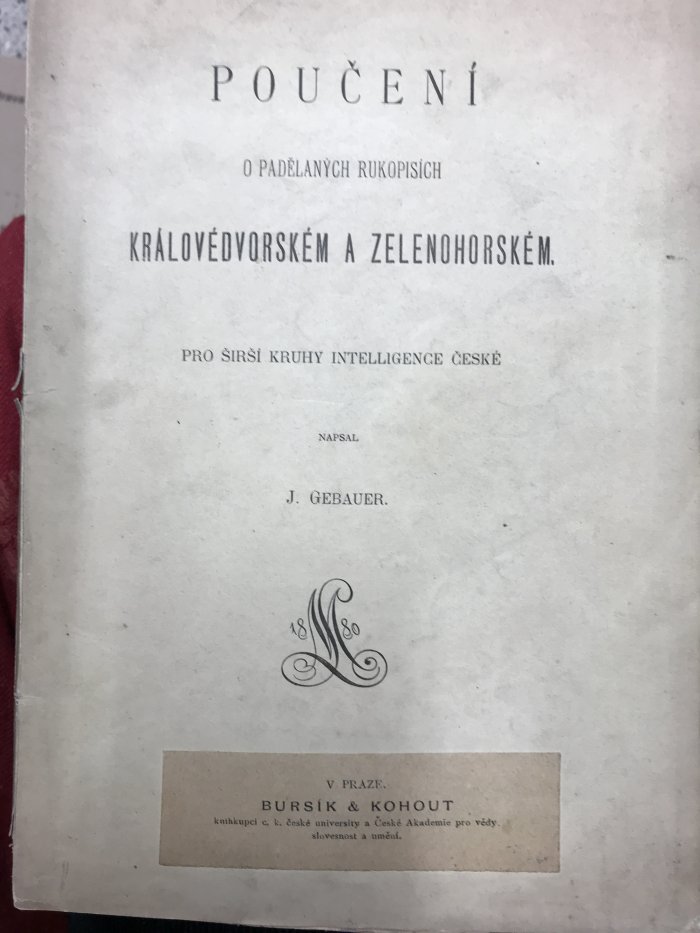 POUČENÍ
O PADĚLANÝCH RUKOPISÍCH
KRÁLOVÉDVORSKÉM A ZELENOHORSKÉM.
PRO ŠIRŠÍ KRUHY INTELLIGENCE ČESKÉ
NAPSAL
J. GEBAUER.
18 80
V PRAZE.
BURSÍK & KOHOUT
knihkupci c. k. české university a České Akademie pro vědy,
slovesnost a umění.